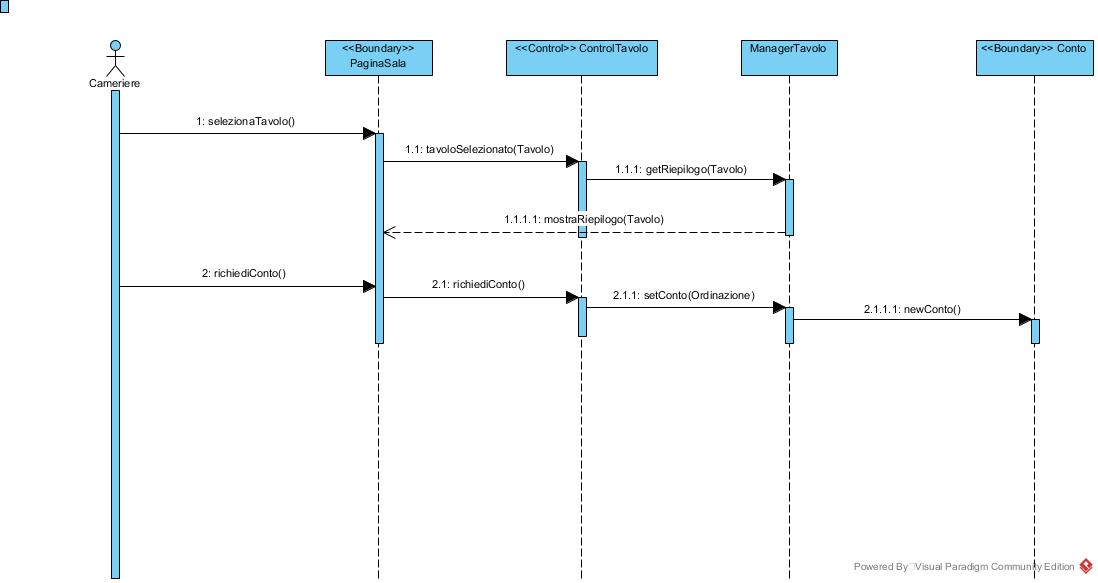 <<Boundary>>
PaginaSala
<<Control>> ControlTavolo
ManagerTavolo
<<Boundary>> Conto
Cameriere
1: selezionaTavolo()
1.1: tavoloSelezionato(Tavolo)
1.1.1: getRiepilogo(Tavolo)
1.1.1.1: mostraRiepilogo(Tavolo)
2: richiediConto()
2.1: richiediConto()
2.1.1: setConto(Ordinazione)
2.1.1.1: newConto()
Powered By Visual Paradigm Community Edition